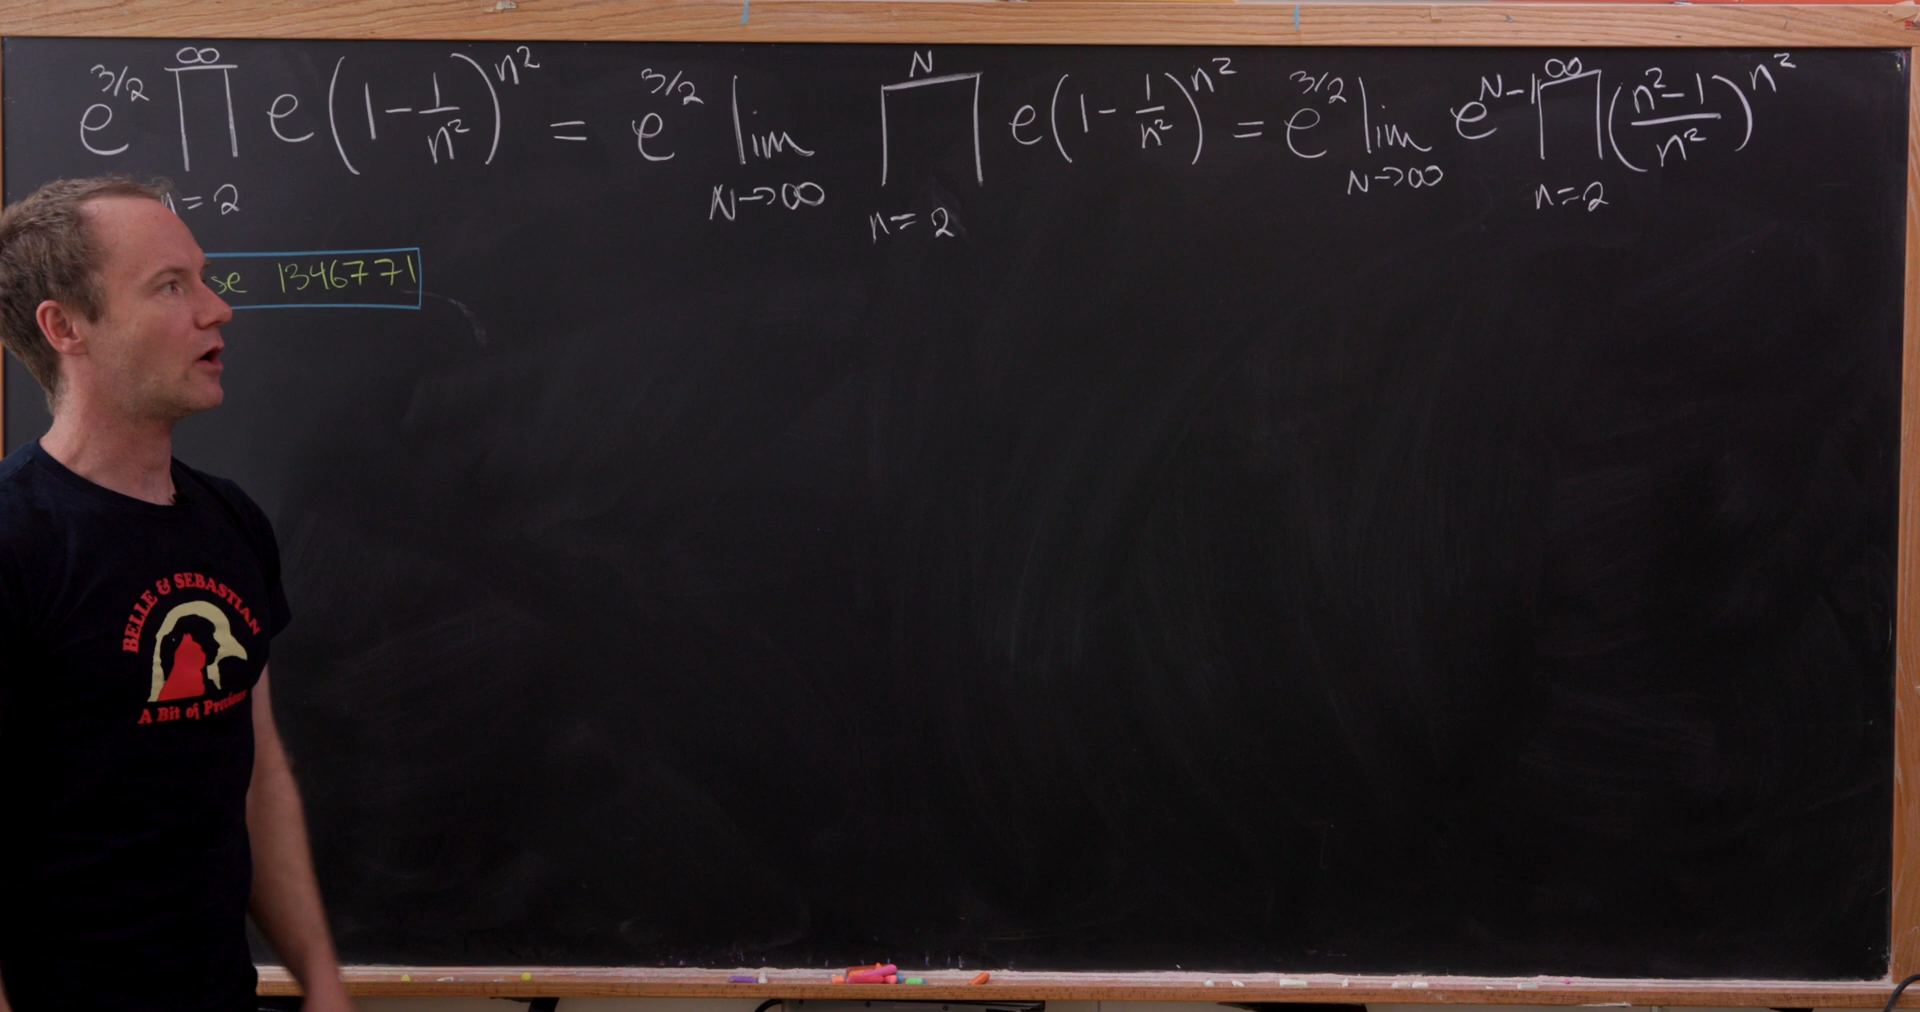 e^{3/2} ∏_{n=2}^{∞} e(1 - 1/n²)^{n²} = e^{3/2} lim_{N→∞} ∏_{n=2}^{N} e(1 - 1/n²)^{n²} = e^{3/2} lim_{N→∞} e^{N-1} ∏_{n=2}^{∞} ((n²-1)/n²)^{n²}
se 1346771
BELLE & SEBASTIAN
A Bit of